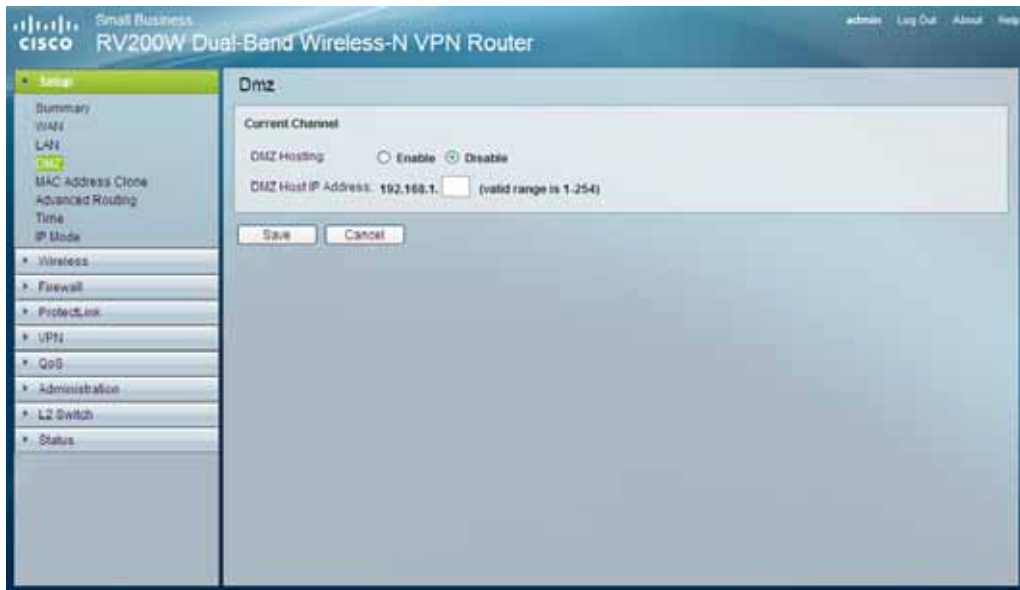 Small Business
CISCO RV200W Dual-Band Wireless-N VPN Router
admin Log Out About Help
Setup
Summary
WAN
LAN
DMZ
MAC Address Clone
Advanced Routing
Time
IP Mode
Wireless
Firewall
ProtectLink
VPN
QoS
Administration
L2 Switch
Status
Dmz
Current Channel
DMZ Hosting: Enable Disable
DMZ Host IP Address: 192.168.1. (valid range is 1-254)
Save Cancel